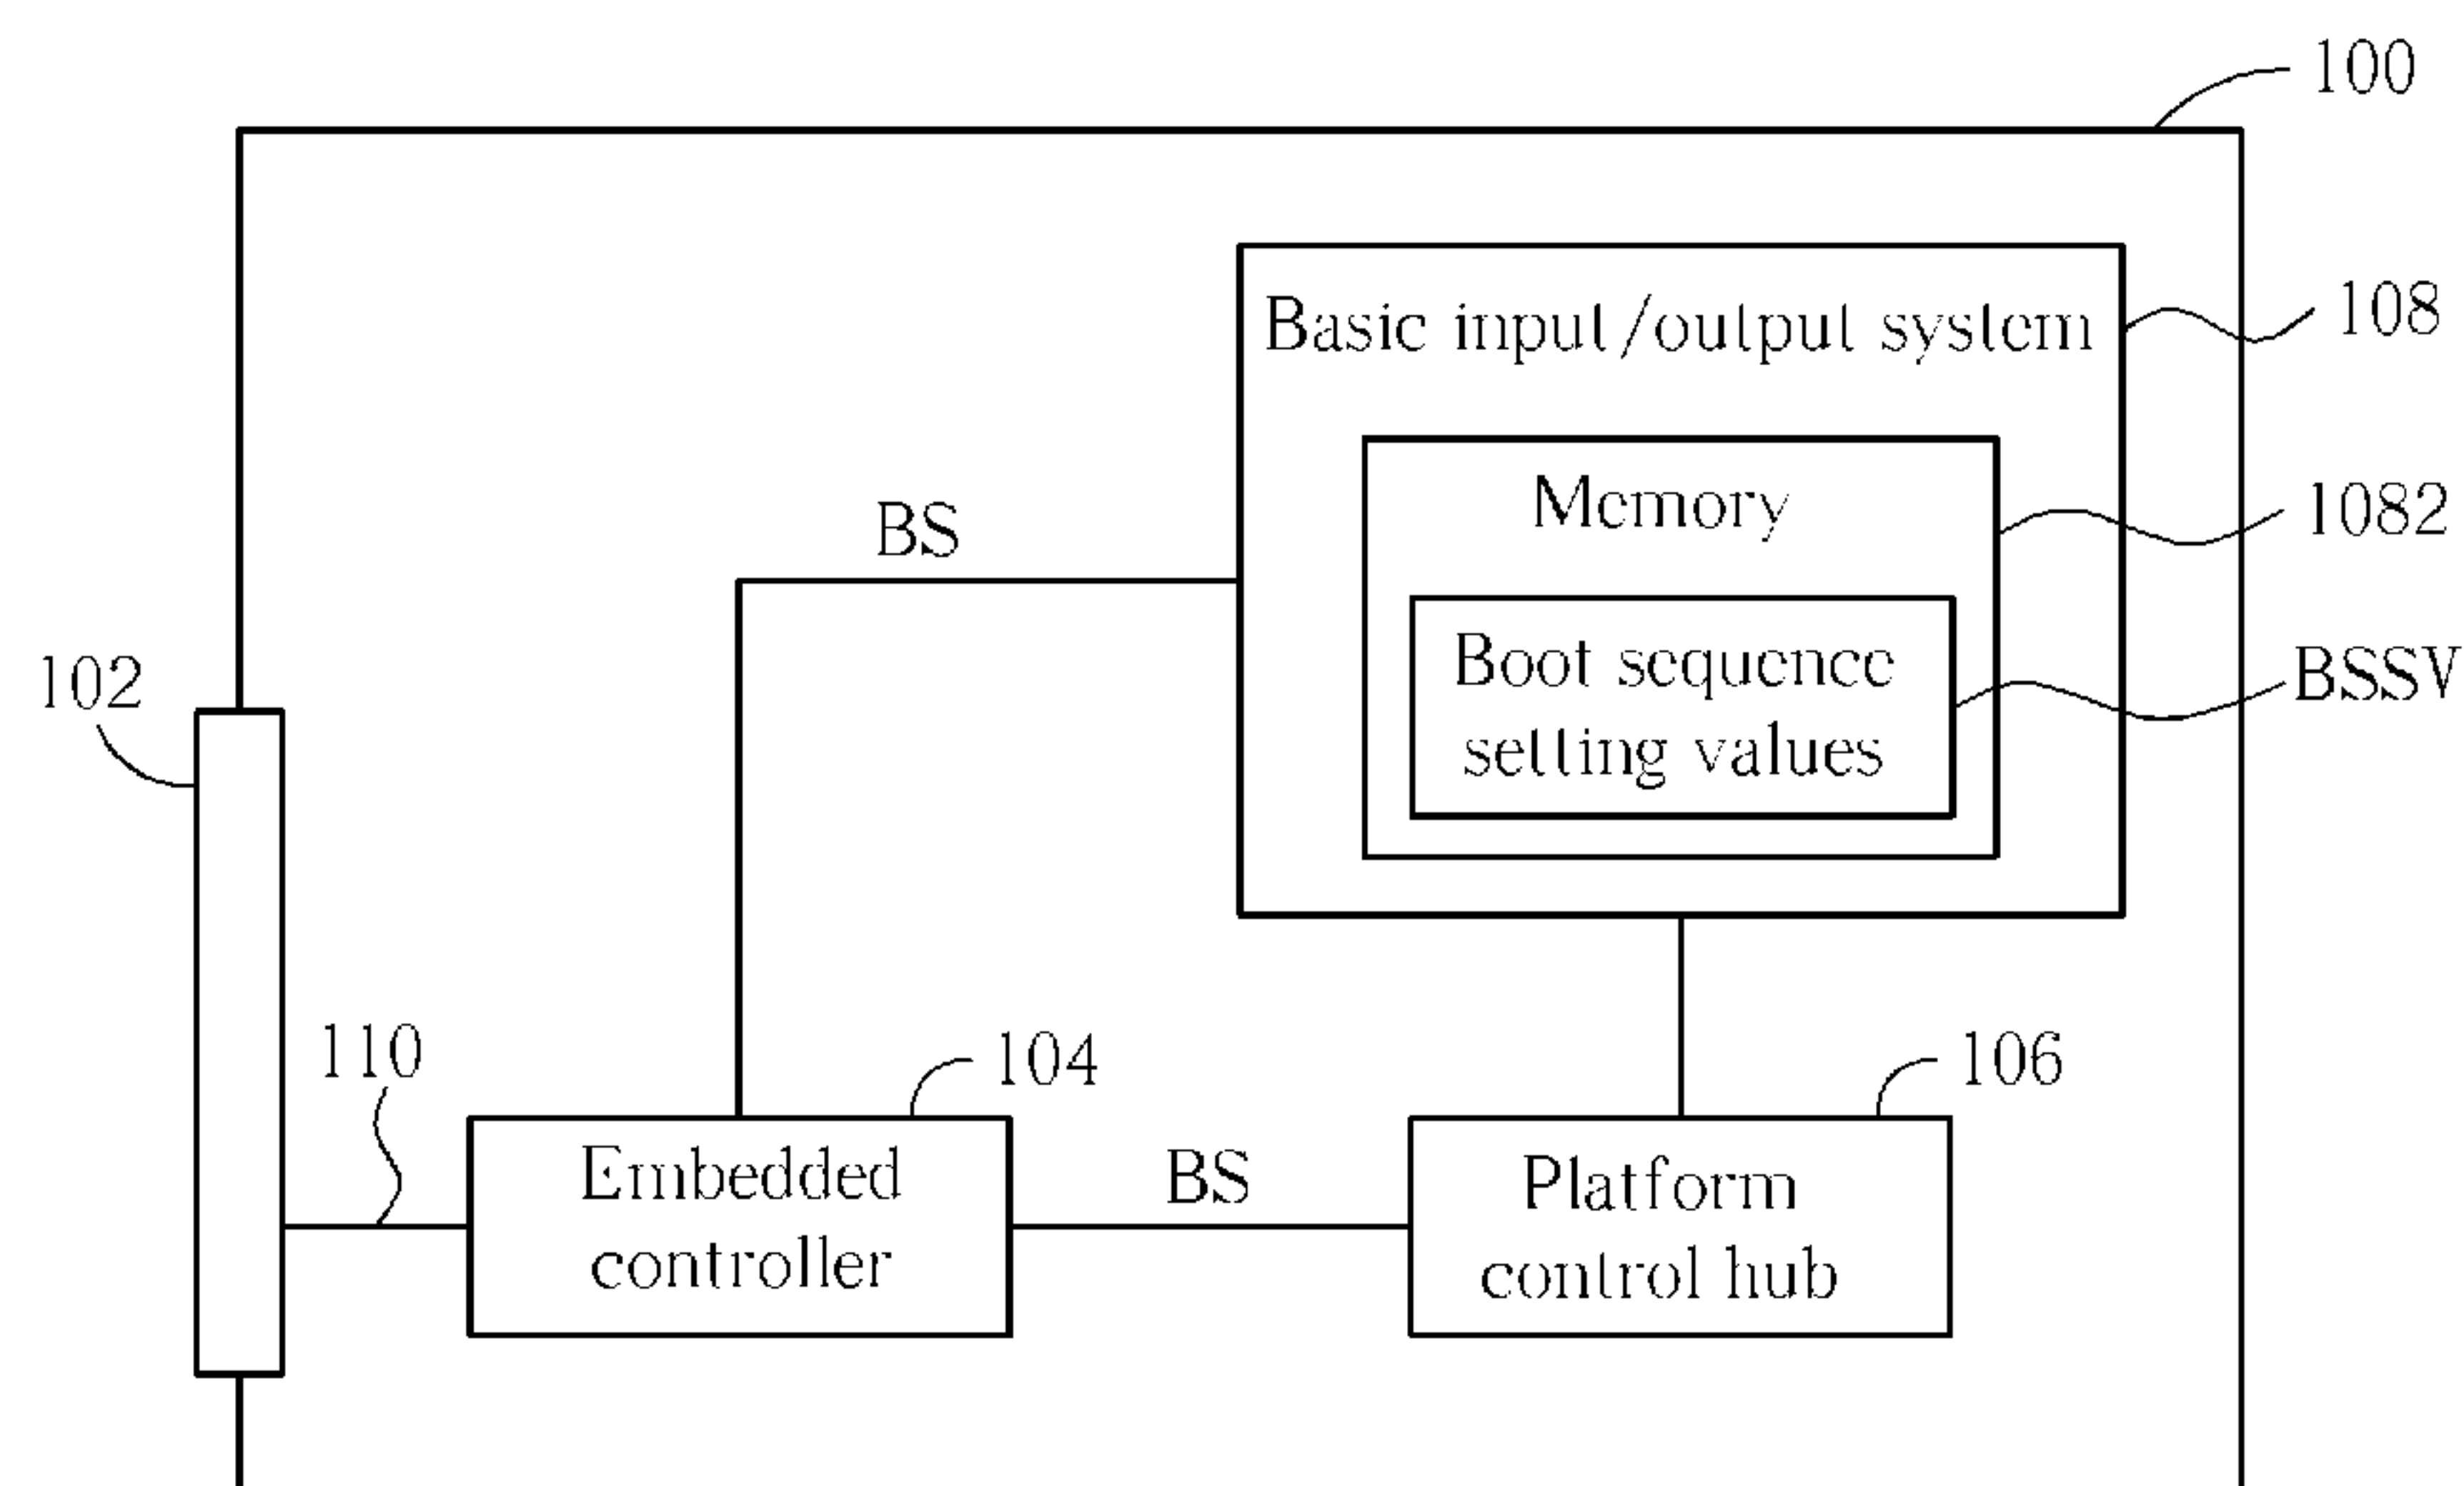 100
Basic input/output system
108
Memory
1082
BS
Boot sequence
setting values
BSSV
102
110
104
106
Embedded
controller
BS
Platform
control hub